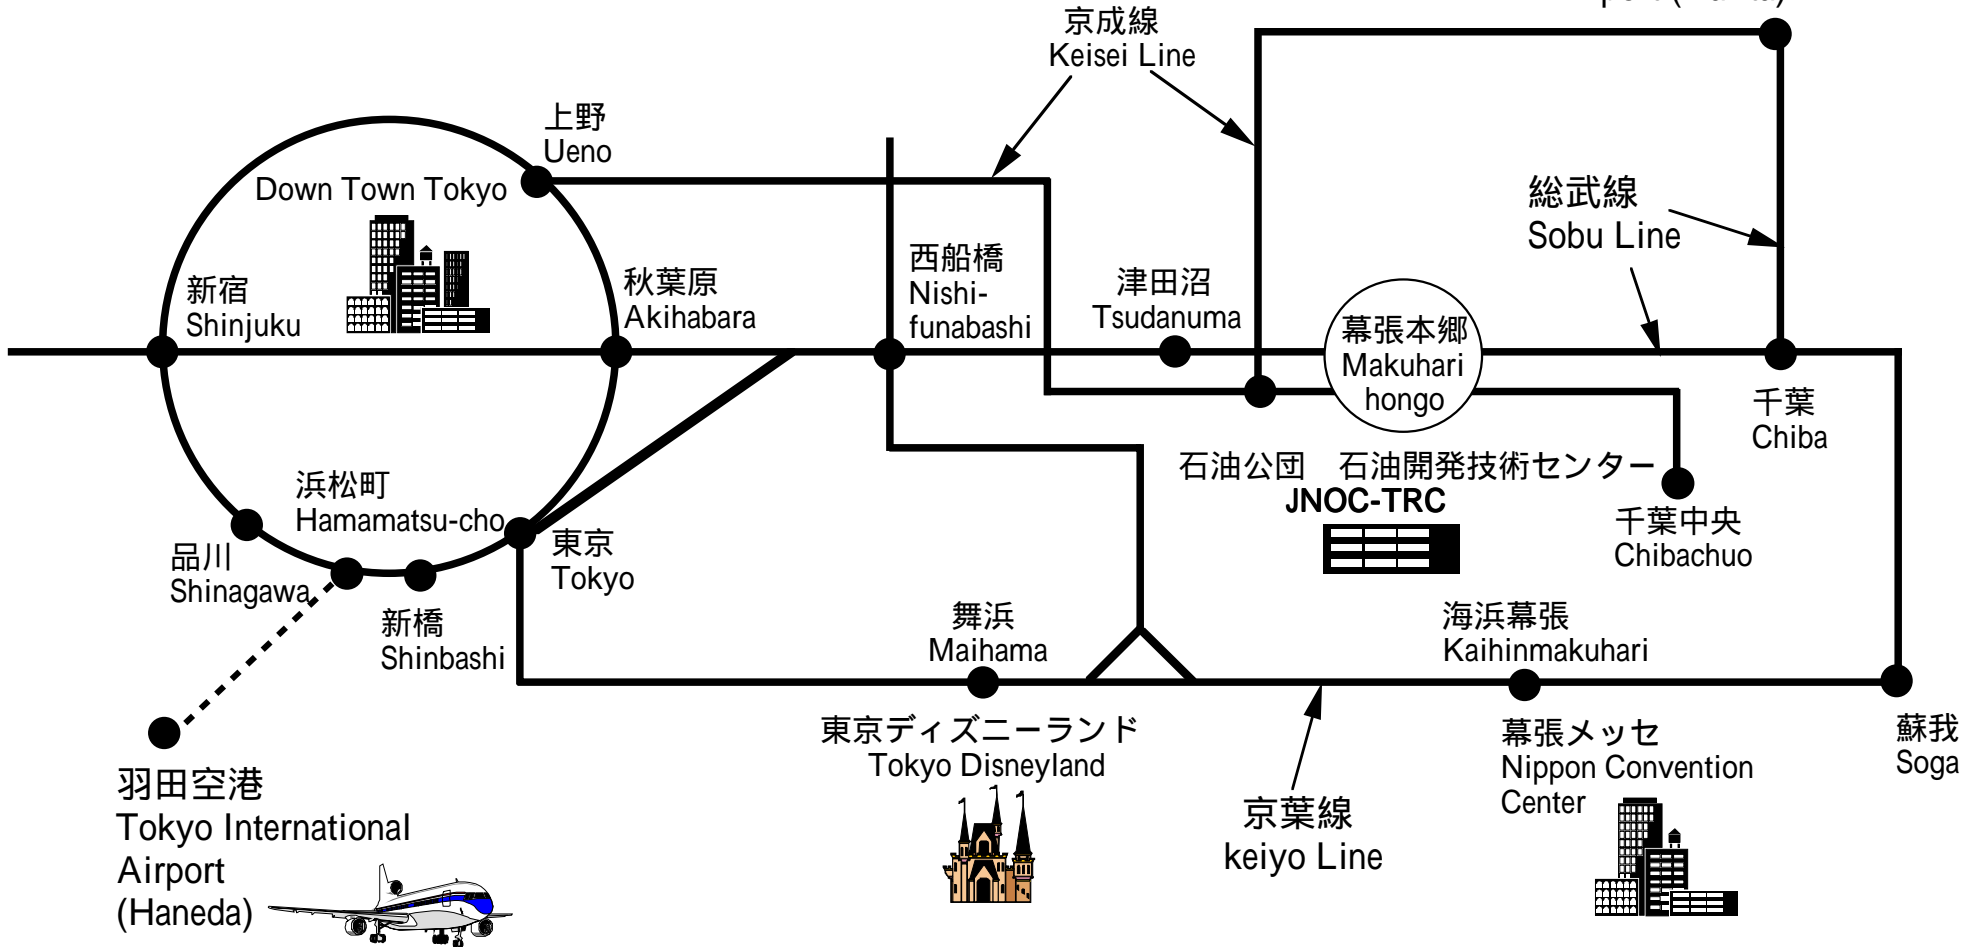 京成線
Keisei Line
上野
Ueno
Down Town Tokyo
総武線
Sobu Line
新宿
Shinjuku
秋葉原
Akihabara
西船橋
Nishi-
funabashi
津田沼
Tsudanuma
幕張本郷
Makuhari
hongo
千葉
Chiba
石油公団 石油開発技術センター
JNOC-TRC
千葉中央
Chibachuo
浜松町
Hamamatsu-cho
品川
Shinagawa
東京
Tokyo
新橋
Shinbashi
舞浜
Maihama
海浜幕張
Kaihinmakuhari
東京ディズニーランド
Tokyo Disneyland
幕張メッセ
Nippon Convention
Center
蘇我
Soga
京葉線
keiyo Line
羽田空港
Tokyo International
Airport
(Haneda)